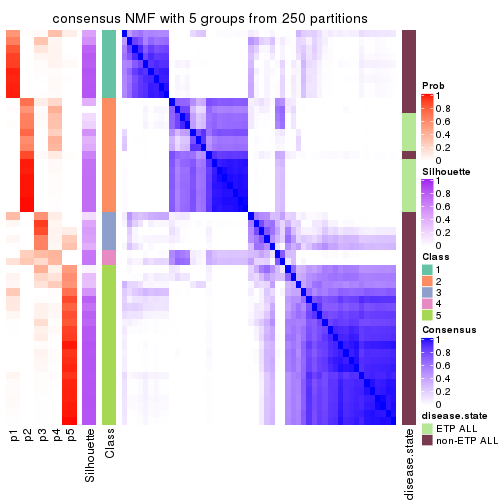 consensus NMF with 5 groups from 250 partitions
Prob
1
0.8
0.6
0.4
0.2
0
Silhouette
1
0.8
0.6
0.4
0.2
0
Class
1
2
3
4
5
Consensus
1
0.8
0.6
0.4
0.2
0
disease.state
ETP ALL
non-ETP ALL
p1
p2
p3
p4
p5
Silhouette
Class
disease.state